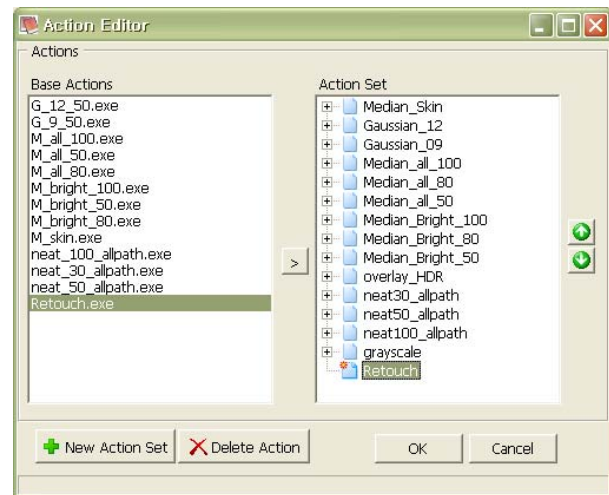 Action Editor
Actions
Base Actions
G_12_50.exe
G_9_50.exe
M_all_100.exe
M_all_50.exe
M_all_80.exe
M_bright_100.exe
M_bright_50.exe
M_bright_80.exe
M_skin.exe
neat_100_allpath.exe
neat_30_allpath.exe
neat_50_allpath.exe
Retouch.exe
>
Action Set
Median_Skin
Gaussian_12
Gaussian_09
Median_all_100
Median_all_80
Median_all_50
Median_Bright_100
Median_Bright_80
Median_Bright_50
overlay_HDR
neat30_allpath
neat50_allpath
neat100_allpath
grayscale
Retouch
New Action Set Delete Action OK Cancel